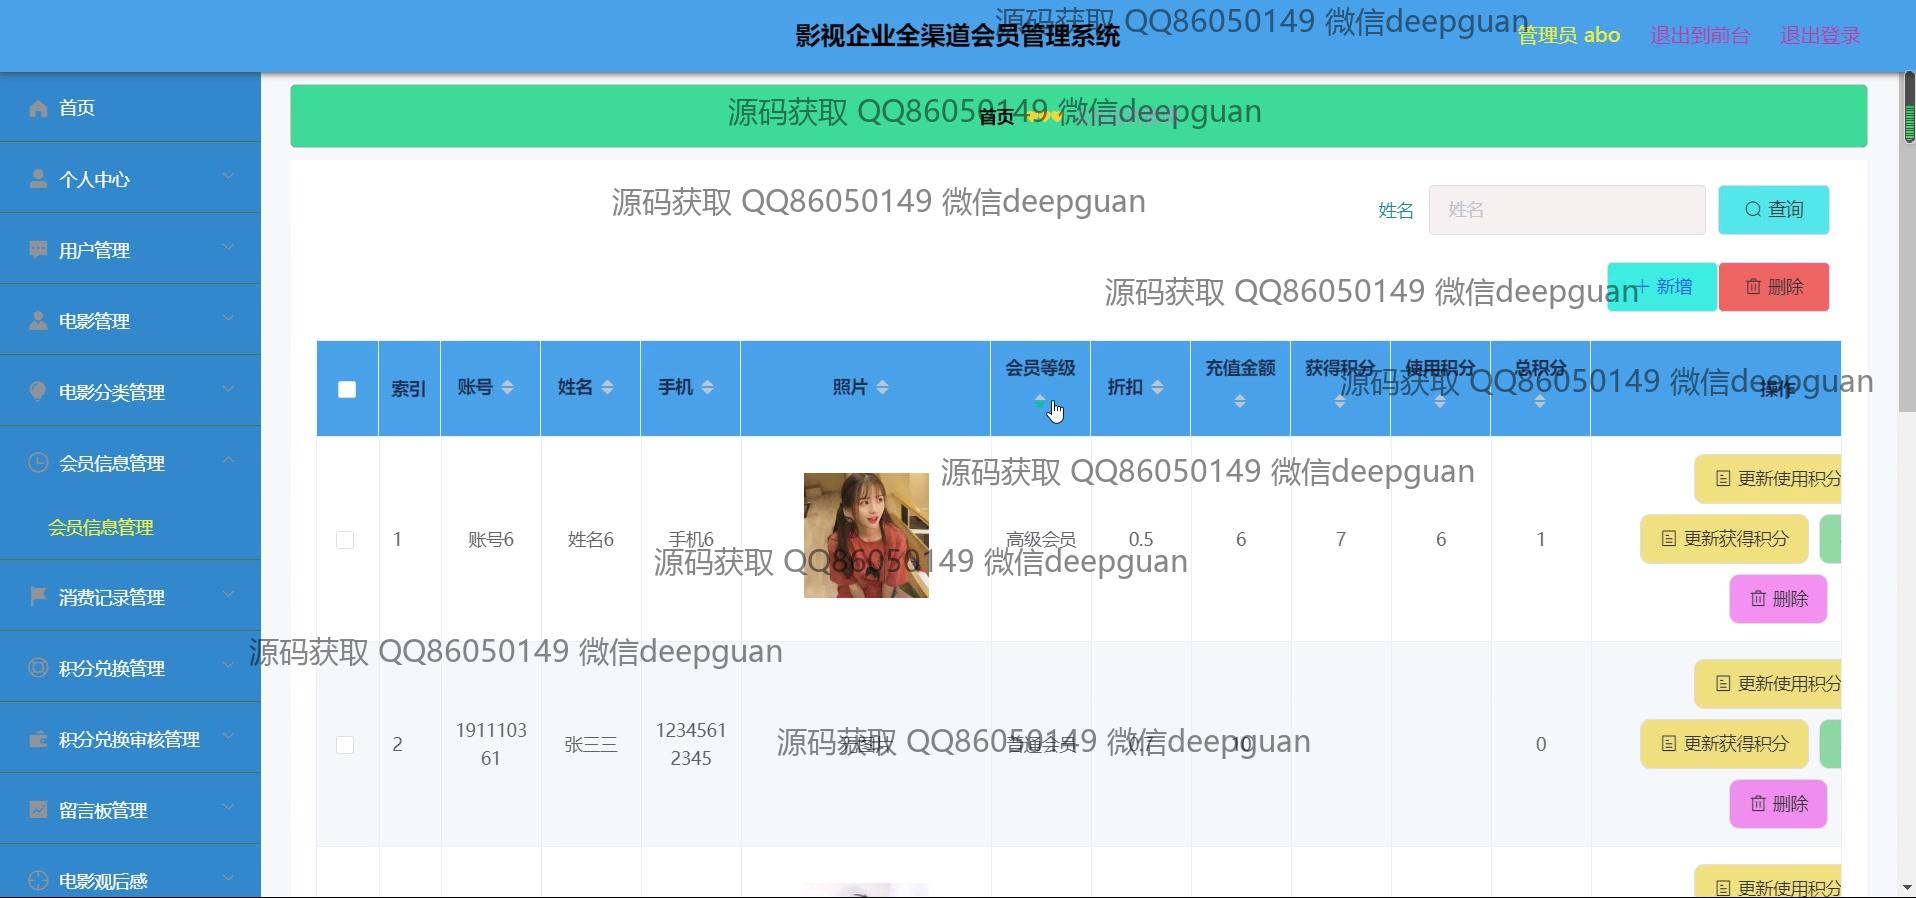 影视企业全渠道会员管理系统
源码获取 QQ86050149 微信deepguan
管理员 abo
退出到前台
退出登录
首页
个人中心
用户管理
电影管理
电影分类管理
会员信息管理
会员信息管理
消费记录管理
积分兑换管理
积分兑换审核管理
留言板管理
电影观后感
首页
源码获取 QQ86050149 微信deepguan
源码获取 QQ86050149 微信deepguan
姓名
姓名
查询
源码获取 QQ86050149 微信deepguan
新增
删除
索引
账号
姓名
手机
照片
会员等级
折扣
充值金额
获得积分
使用积分
总积分
操作
源码获取 QQ86050149 微信deepguan
源码获取 QQ86050149 微信deepguan
1
账号6
姓名6
手机6
高级会员
0.5
6
7
6
1
更新使用积分
更新获得积分
删除
源码获取 QQ86050149 微信deepguan
源码获取 QQ86050149 微信deepguan
2
1911103
61
张三三
1234561
2345
无图片
普通会员
0.7
10
0
更新使用积分
更新获得积分
删除
源码获取 QQ86050149 微信deepguan
更新使用积分